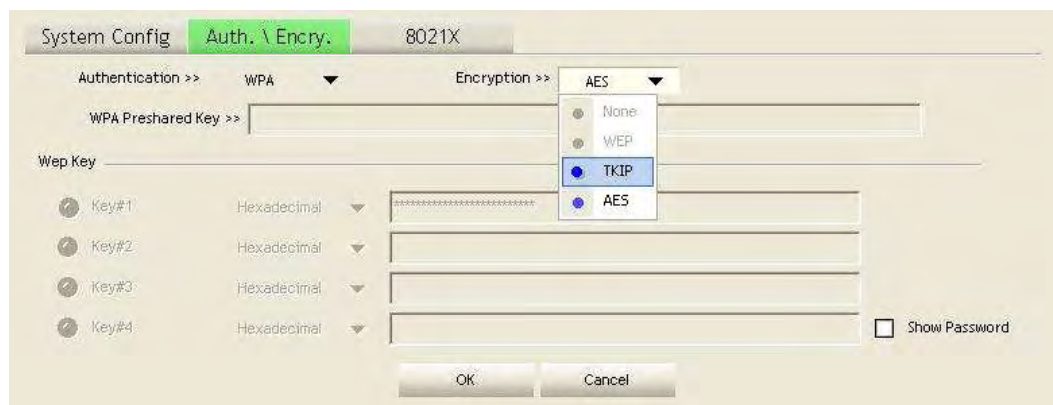 System Config Auth. \ Encry. 8021X
Authentication >> WPA Encryption >> AES
None
WPA Preshared Key >>
WEP
Wep Key
TKIP
AES
Key#1 Hexadecimal **************************
Key#2 Hexadecimal
Key#3 Hexadecimal
Key#4 Hexadecimal Show Password
OK Cancel